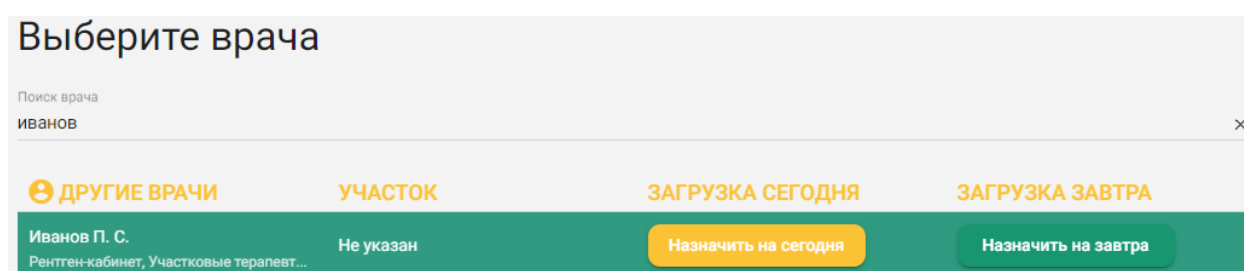 Выберите врача
Поиск врача
иванов
ДРУГИЕ ВРАЧИ УЧАСТОК ЗАГРУЗКА СЕГОДНЯ ЗАГРУЗКА ЗАВТРА
Иванов П. С. Не указан Назначить на сегодня Назначить на завтра
Рентген-кабинет, Участковые терапевт...